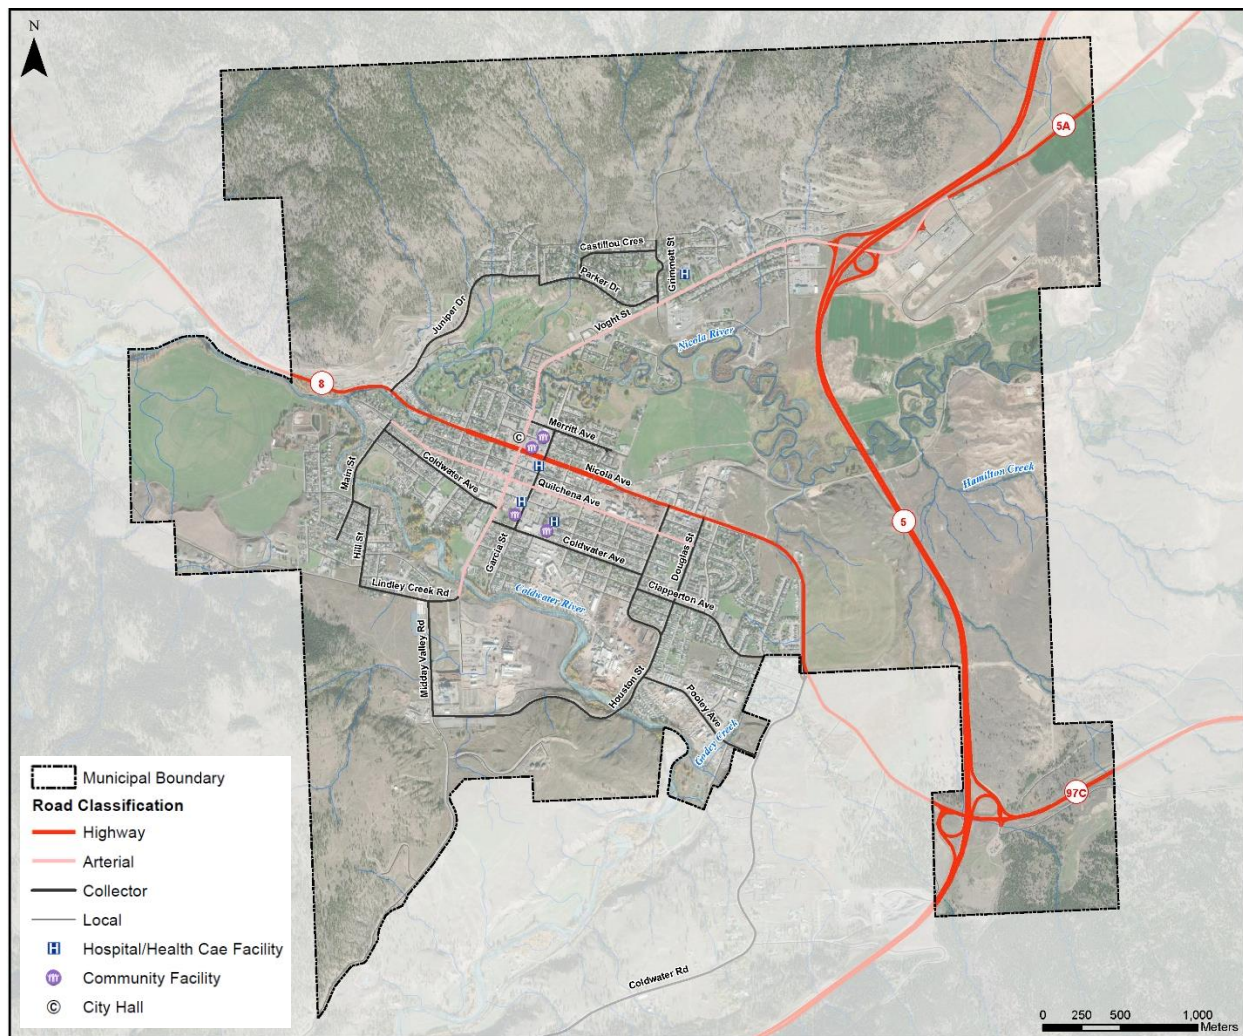 N
5A
Castillou Cres
Grimmett St
H
Parker Dr
Juniper Dr
Voght St
Nicola River
8
Merritt Ave
©
m
m
Nicola Ave
H
Coldwater Ave
Main St
Quilchena Ave
Hamilton Creek
H
m
H
m
5
Garcia St
Coldwater Ave
Douglas St
Hill St
Lindley Creek Rd
Clapperton Ave
Coldwater River
Midday Valley Rd
Houston St
Pooley Ave
Godey Creek
97C
Municipal Boundary
Road Classification
Highway
Arterial
Collector
Local
H Hospital/Health Cae Facility
m Community Facility
© City Hall
Coldwater Rd
0 250 500 1,000
Meters